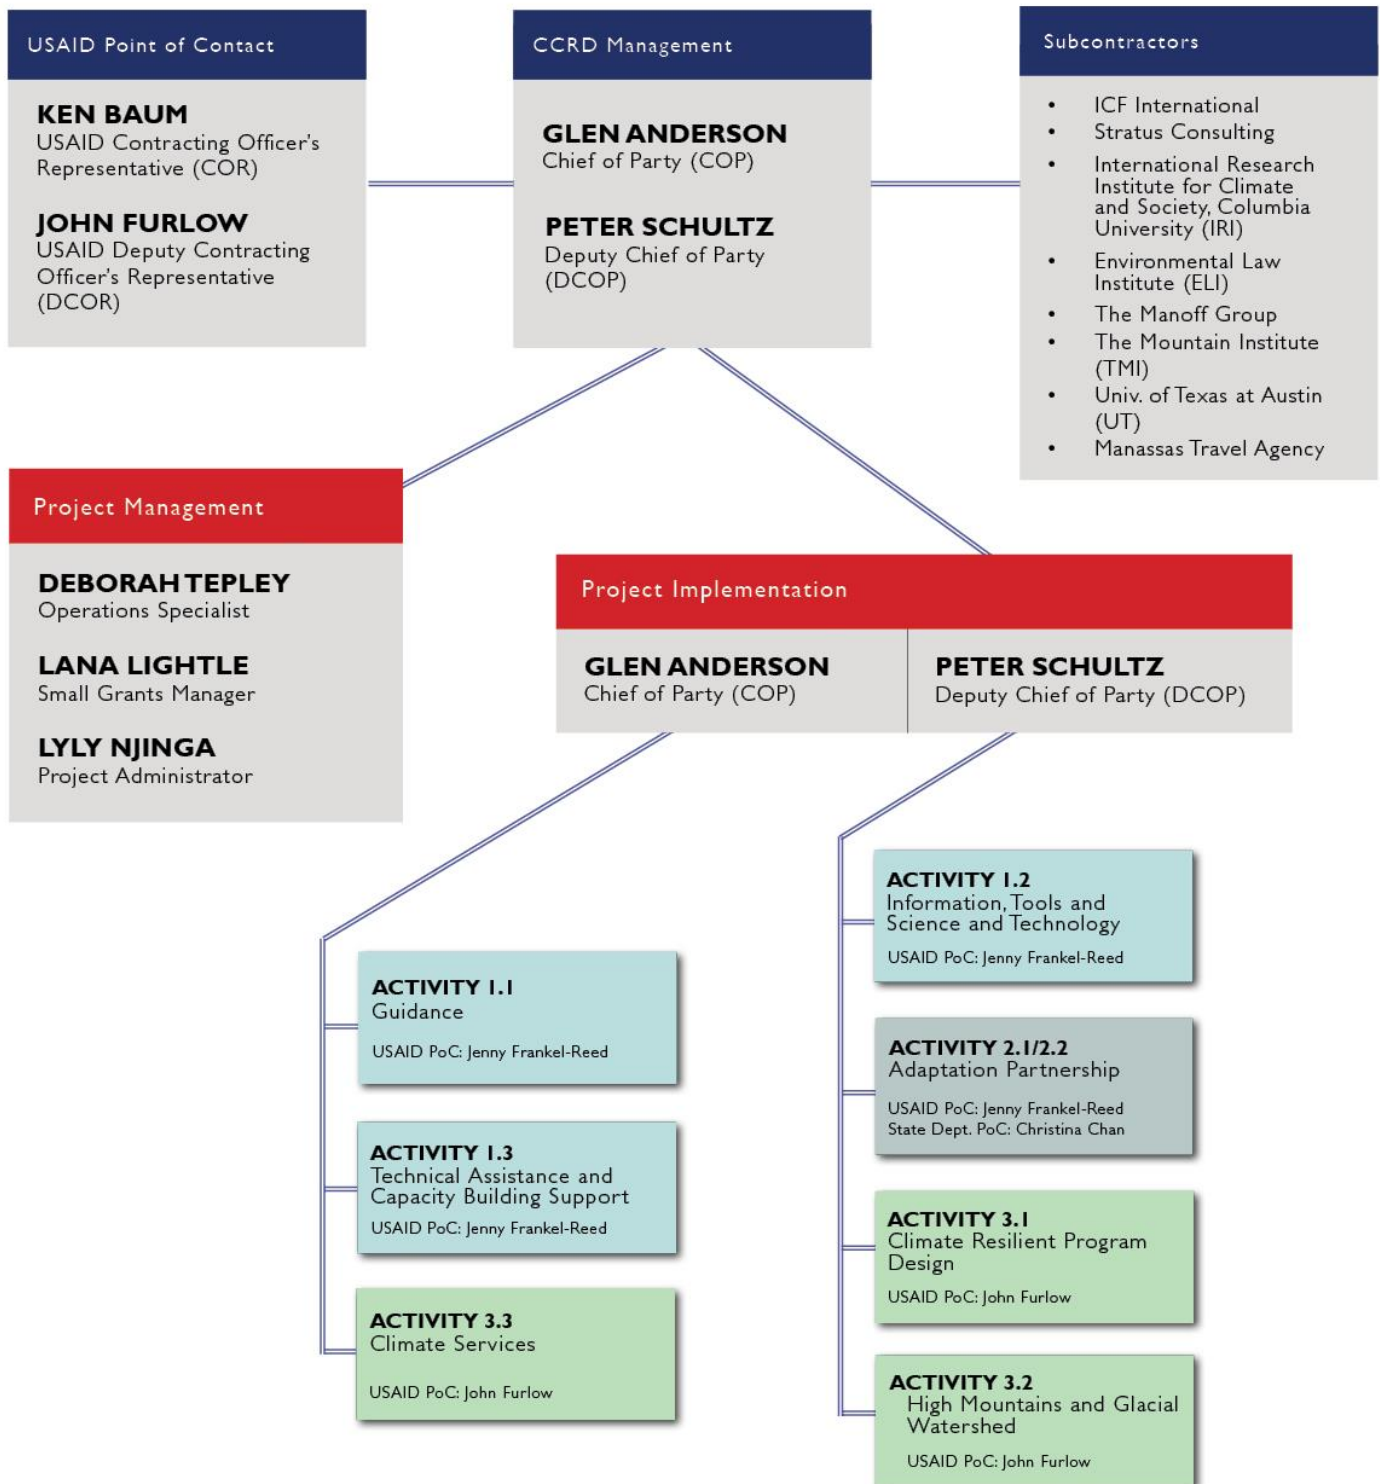 USAID Point of Contact
KEN BAUM
USAID Contracting Officer's
Representative (COR)
JOHN FURLOW
USAID Deputy Contracting
Officer's Representative
(DCOR)
CCRD Management
GLEN ANDERSON
Chief of Party (COP)
PETER SCHULTZ
Deputy Chief of Party
(DCOP)
Subcontractors
• ICF International
• Stratus Consulting
• International Research
Institute for Climate
and Society, Columbia
University (IRI)
• Environmental Law
Institute (ELI)
• The Manoff Group
• The Mountain Institute
(TMI)
• Univ. of Texas at Austin
(UT)
• Manassas Travel Agency
Project Management
DEBORAH TEPLEY
Operations Specialist
LANA LIGHTLE
Small Grants Manager
LYLY NJINGA
Project Administrator
Project Implementation
GLEN ANDERSON
Chief of Party (COP)
PETER SCHULTZ
Deputy Chief of Party (DCOP)
ACTIVITY 1.1
Guidance
USAID PoC: Jenny Frankel-Reed
ACTIVITY 1.3
Technical Assistance and
Capacity Building Support
USAID PoC: Jenny Frankel-Reed
ACTIVITY 3.3
Climate Services
USAID PoC: John Furlow
ACTIVITY 1.2
Information, Tools and
Science and Technology
USAID PoC: Jenny Frankel-Reed
ACTIVITY 2.1/2.2
Adaptation Partnership
USAID PoC: Jenny Frankel-Reed
State Dept. PoC: Christina Chan
ACTIVITY 3.1
Climate Resilient Program
Design
USAID PoC: John Furlow
ACTIVITY 3.2
High Mountains and Glacial
Watershed
USAID PoC: John Furlow